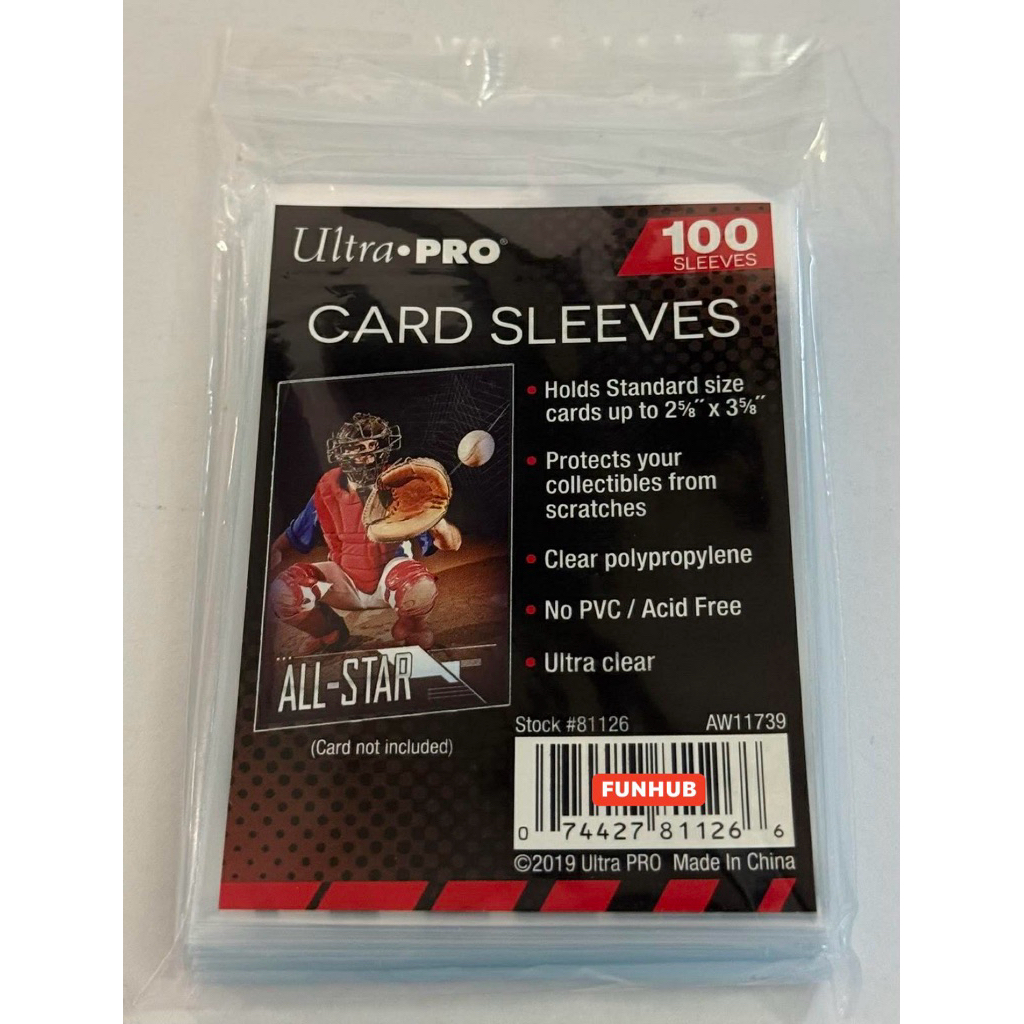 Ultra•PRO®
100
SLEEVES
CARD SLEEVES
• Holds Standard size
cards up to 2⅝″ x 3⅝″
• Protects your
collectibles from
scratches
• Clear polypropylene
• No PVC / Acid Free
• Ultra clear
ALL-STAR
(Card not included)
Stock #81126
AW11739
FUNHUB
0 74427 81126 6
©2019 Ultra PRO Made In China